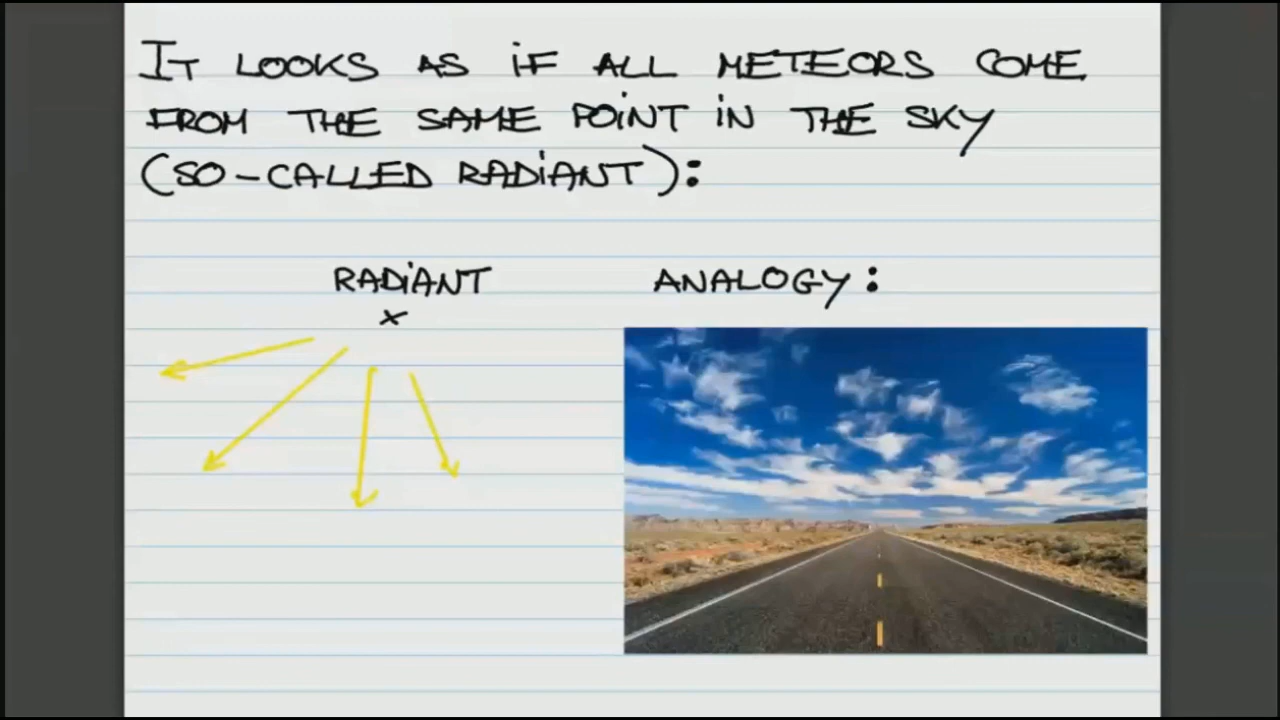 IT LOOKS AS IF ALL METEORS COME
FROM THE SAME POINT IN THE SKY
(SO-CALLED RADIANT):
RADIANT
ANALOGY:
x